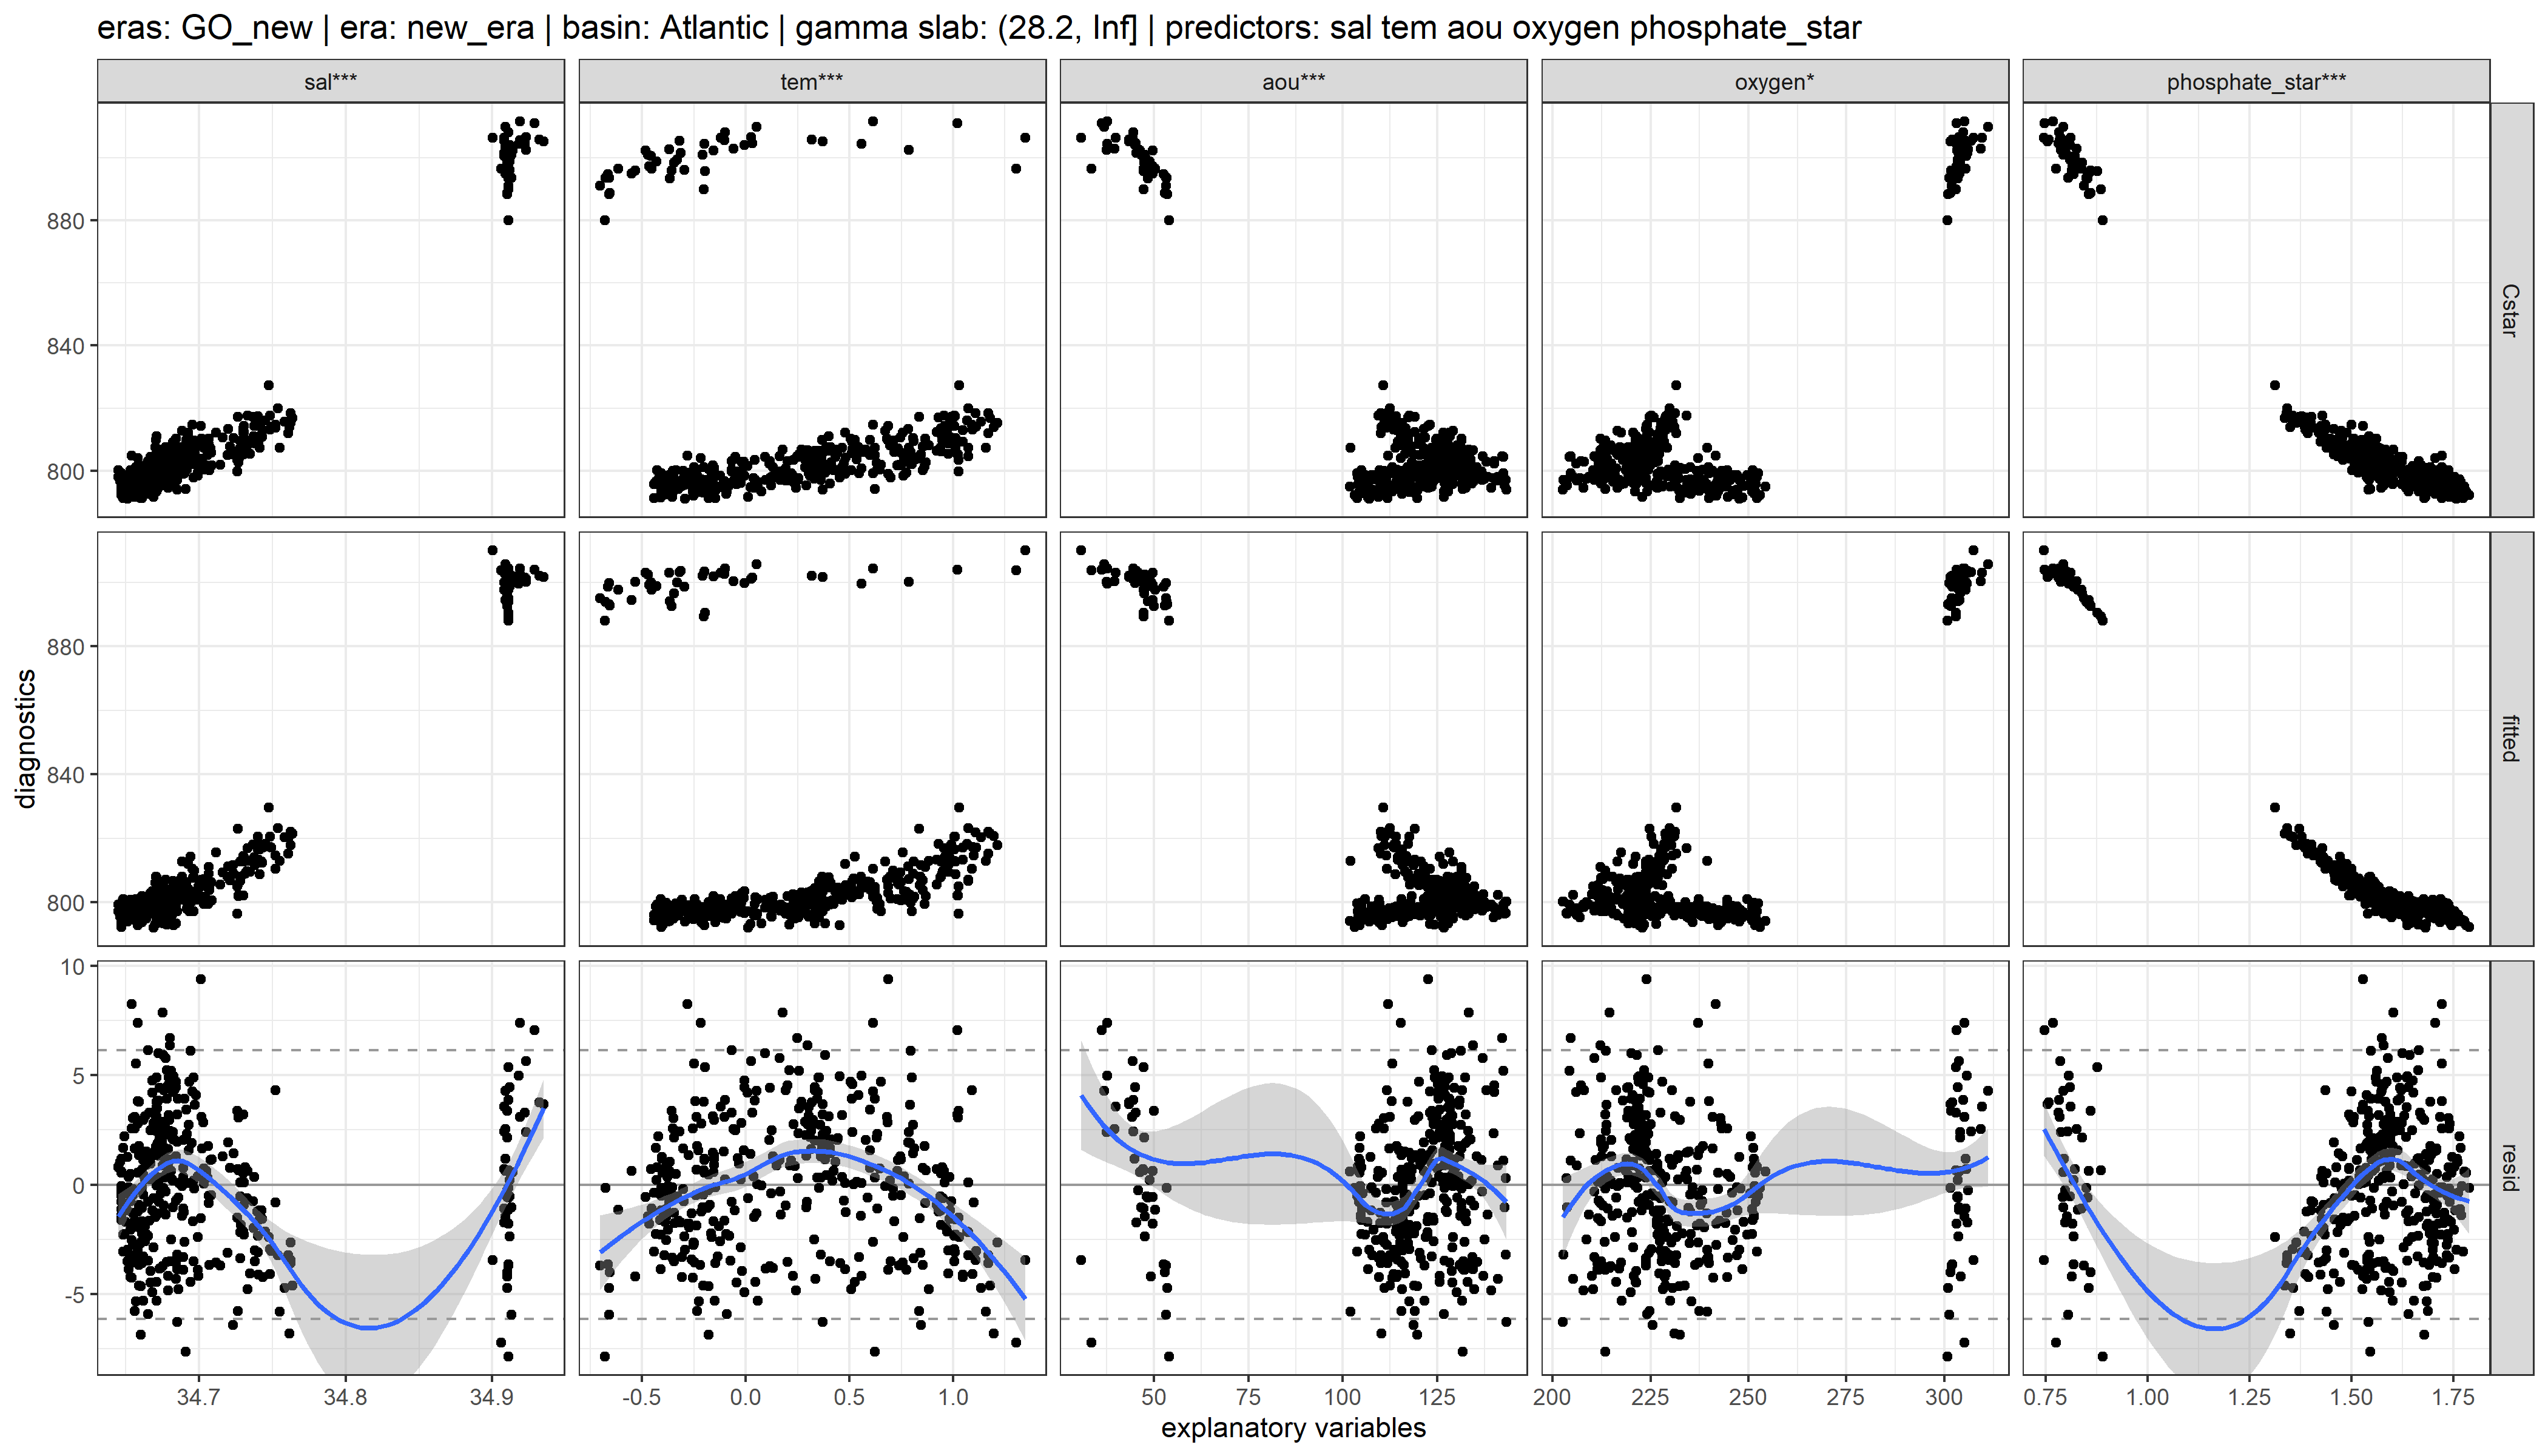 eras: GO_new | era: new_era | basin: Atlantic | gamma slab: (28.2, Inf] | predictors: sal tem aou oxygen phosphate_star
sal*** tem*** aou*** oxygen* phosphate_star***
880
840
800
Cstar
880
840
800
fitted
10
5
0
-5
resid
diagnostics
34.7 34.8 34.9 -0.5 0.0 0.5 1.0 50 75 100 125 200 225 250 275 300 0.75 1.00 1.25 1.50 1.75
explanatory variables